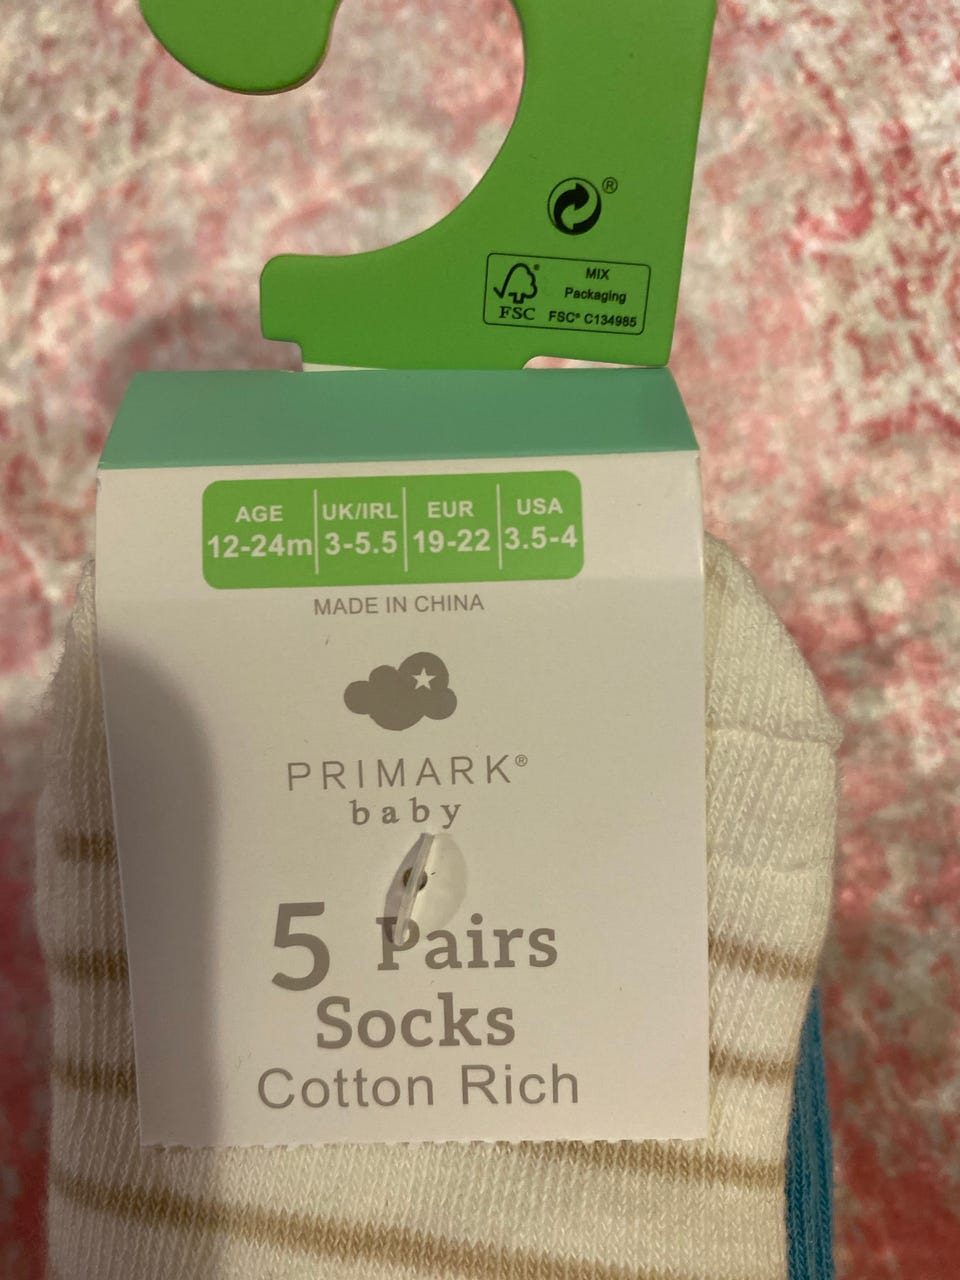 ®
MIX
Packaging
FSC® C134985
®
FSC
AGE UK/IRL EUR USA
12-24m 3-5.5 19-22 3.5-4
MADE IN CHINA
PRIMARK®
baby
5 Pairs
Socks
Cotton Rich